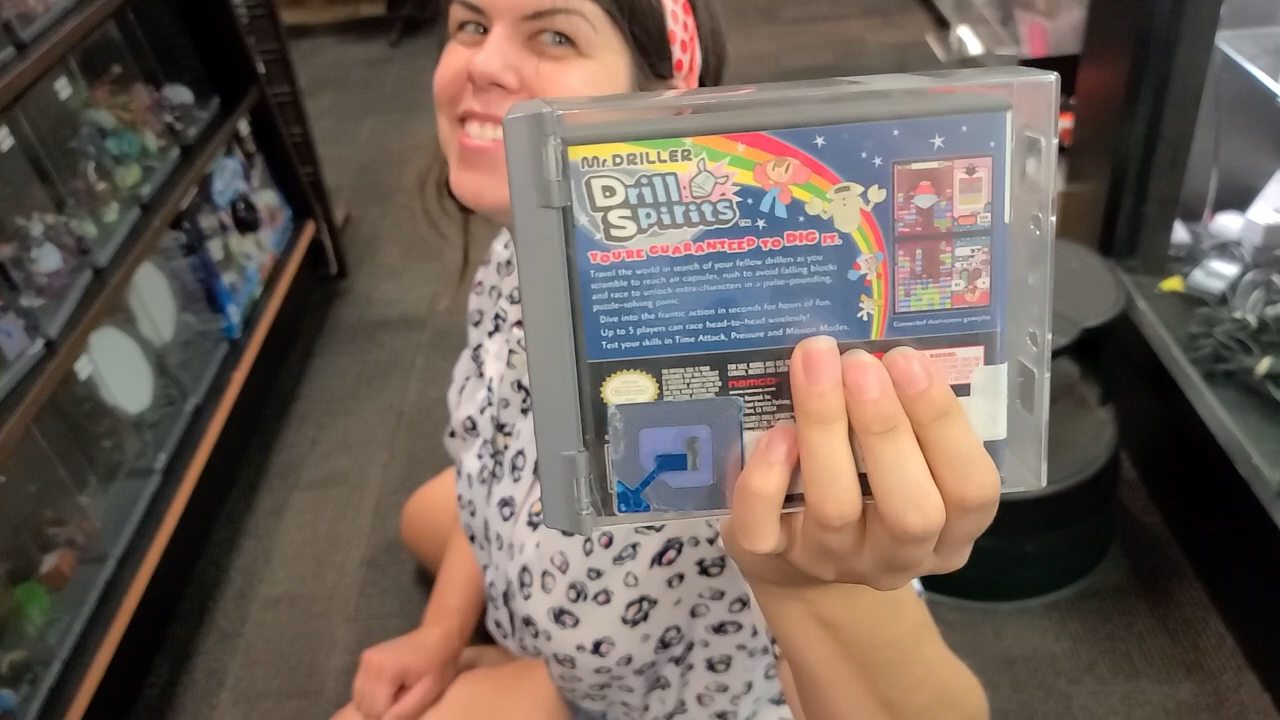 Mr. DRILLER
Drill
Spirits™
YOU'RE GUARANTEED TO DIG IT.
Travel the world in search of your fellow drillers as you
scramble to reach air capsules, rush to avoid falling blocks
and race to unlock extra characters in a pulse-pounding,
puzzle-solving panic.
Dive into the frantic action in seconds for hours of fun.
Up to 5 players can race head-to-head wirelessly!
Test your skills in Time Attack, Pressure and Mission Modes.
Connected dual-screen gameplay
Nintendo
namco
WARNING: